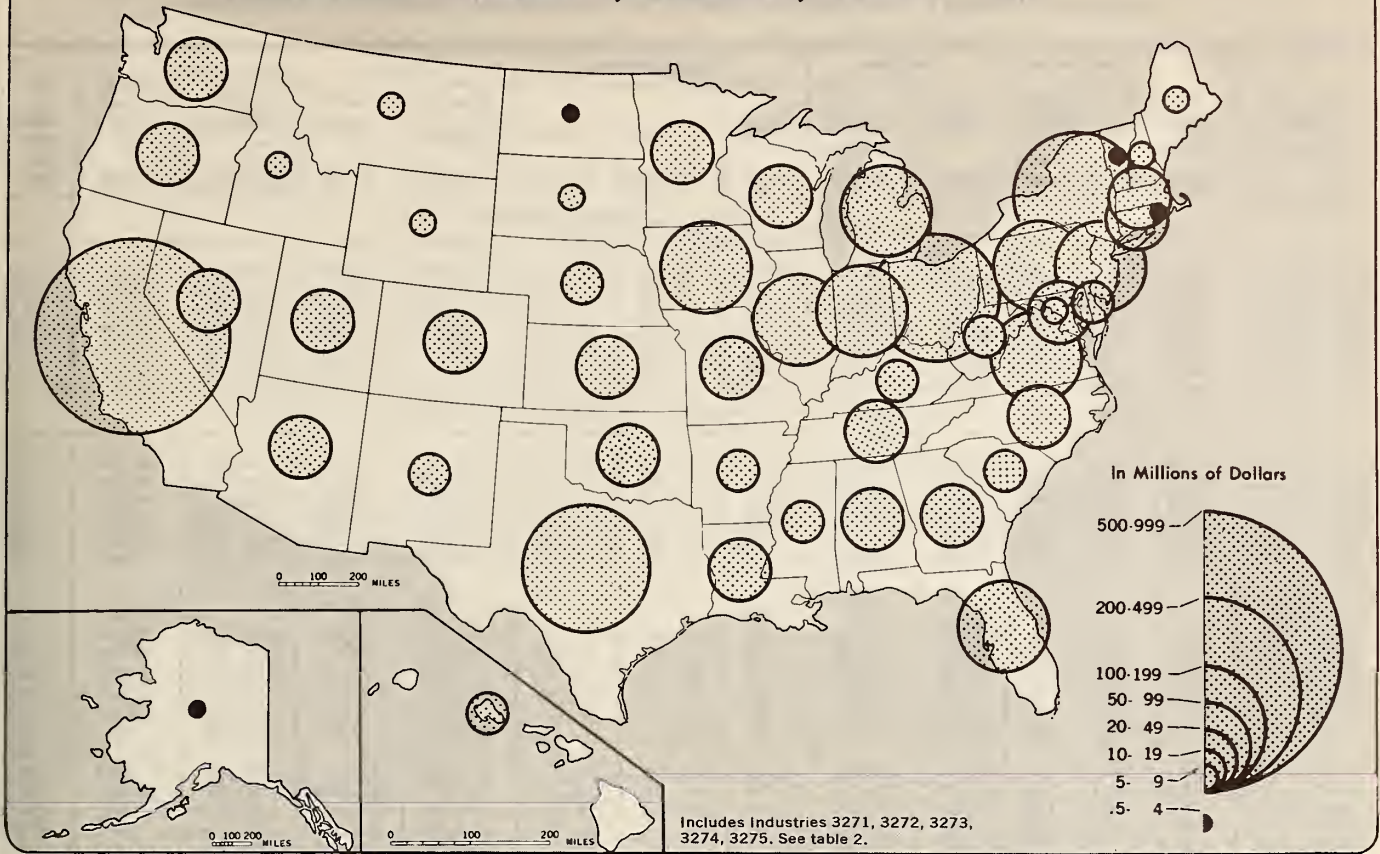 0 100 200 MILES
0 100 200 MILES
0 100 200 MILES
In Millions of Dollars
500-999
200-499
100-199
50- 99
20- 49
10- 19
5- 9
.5- 4
Includes Industries 3271, 3272, 3273,
3274, 3275. See table 2.